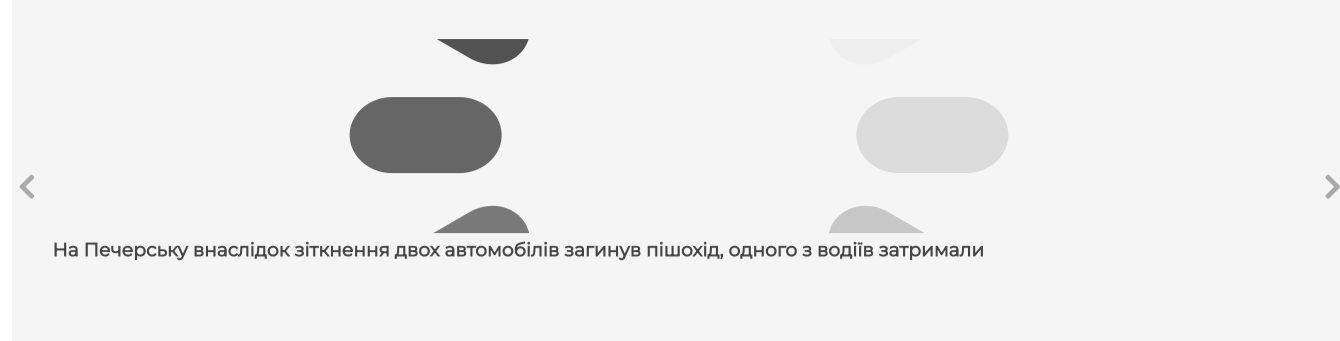 На Печерську внаслідок зіткнення двох автомобілів загинув пішохід, одного з водіїв затримали